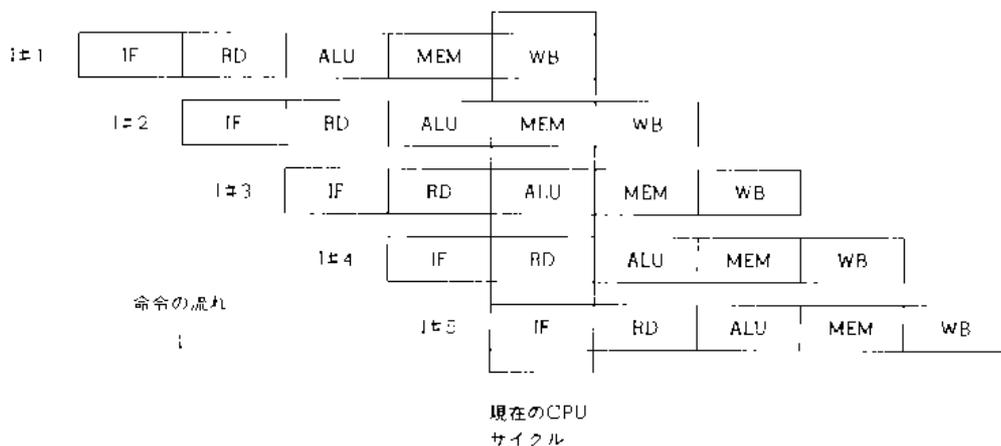 I#1 IF RD ALU MEM WB
I#2 IF RD ALU MEM WB
I#3 IF RD ALU MEM WB
I#4 IF RD ALU MEM WB
命令の流れ
I#5 IF RD ALU MEM WB
現在のCPU
サイクル